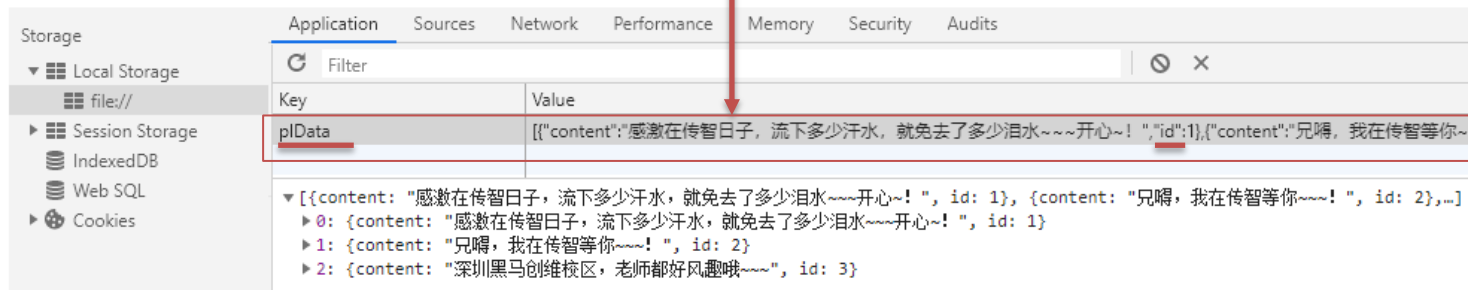 Application Sources Network Performance Memory Security Audits
Storage
Filter
Local Storage
file://
Session Storage
IndexedDB
Web SQL
Cookies
Key Value
plData [{"content":"感激在传智日子，流下多少汗水，就免去了多少泪水~~~开心~！","id":1},{"content":"兄嘚，我在传智等你~
[{content: "感激在传智日子，流下多少汗水，就免去了多少泪水~~~开心~！", id: 1}, {content: "兄嘚，我在传智等你~~~！", id: 2},…]
0: {content: "感激在传智日子，流下多少汗水，就免去了多少泪水~~~开心~！", id: 1}
1: {content: "兄嘚，我在传智等你~~~！", id: 2}
2: {content: "深圳黑马创维校区，老师都好风趣哦~~~", id: 3}